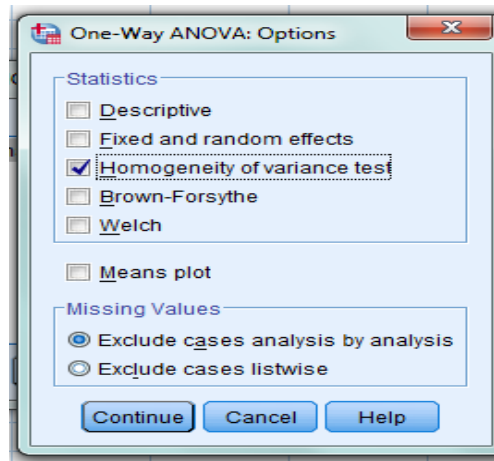 One-Way ANOVA: Options
Statistics
Descriptive
Fixed and random effects
Homogeneity of variance test
Brown-Forsythe
Welch
Means plot
Missing Values
Exclude cases analysis by analysis
Exclude cases listwise
Continue Cancel Help